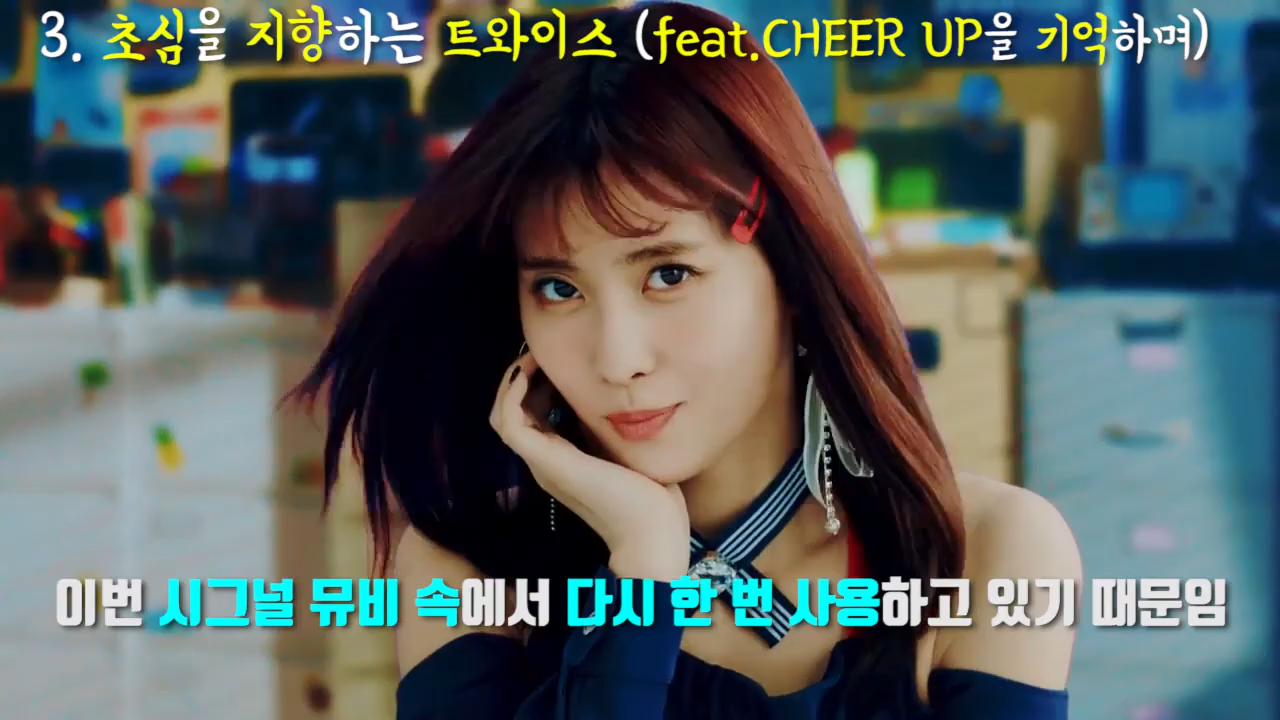 3. 초심을 지향하는 트와이스 (feat.CHEER UP을 기억하며)
이번 시그널 뮤비 속에서 다시 한 번 사용하고 있기 때문임